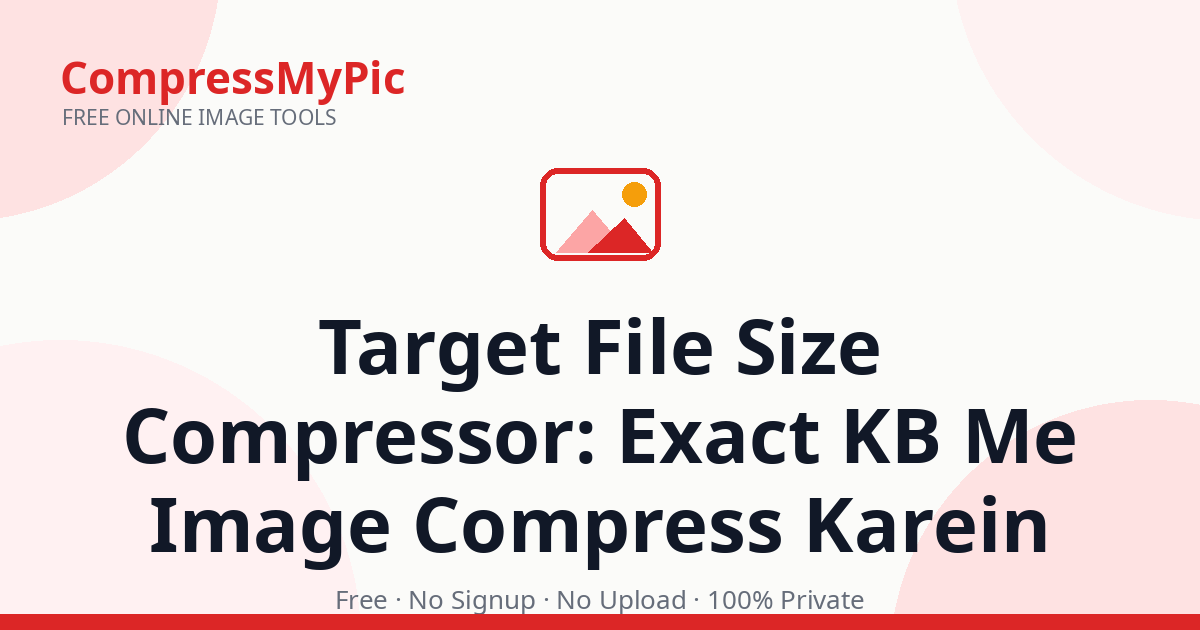 CompressMyPic
FREE ONLINE IMAGE TOOLS
Target File Size
Compressor: Exact KB Me
Image Compress Karein
Free · No Signup · No Upload · 100% Private